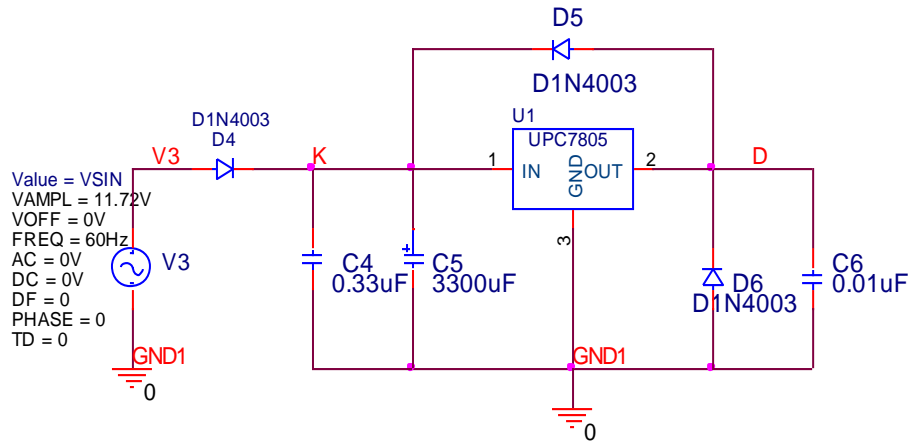 D5
D1N4003
D1N4003
D4
U1
UPC7805
V3
K
1
IN
GND
OUT
2
D
3
Value = VSIN
VAMPL = 11.72V
VOFF = 0V
FREQ = 60Hz
AC = 0V
DC = 0V
DF = 0
PHASE = 0
TD = 0
V3
C4
0.33uF
C5
3300uF
+
D6
D1N4003
C6
0.01uF
GND1
0
GND1
0